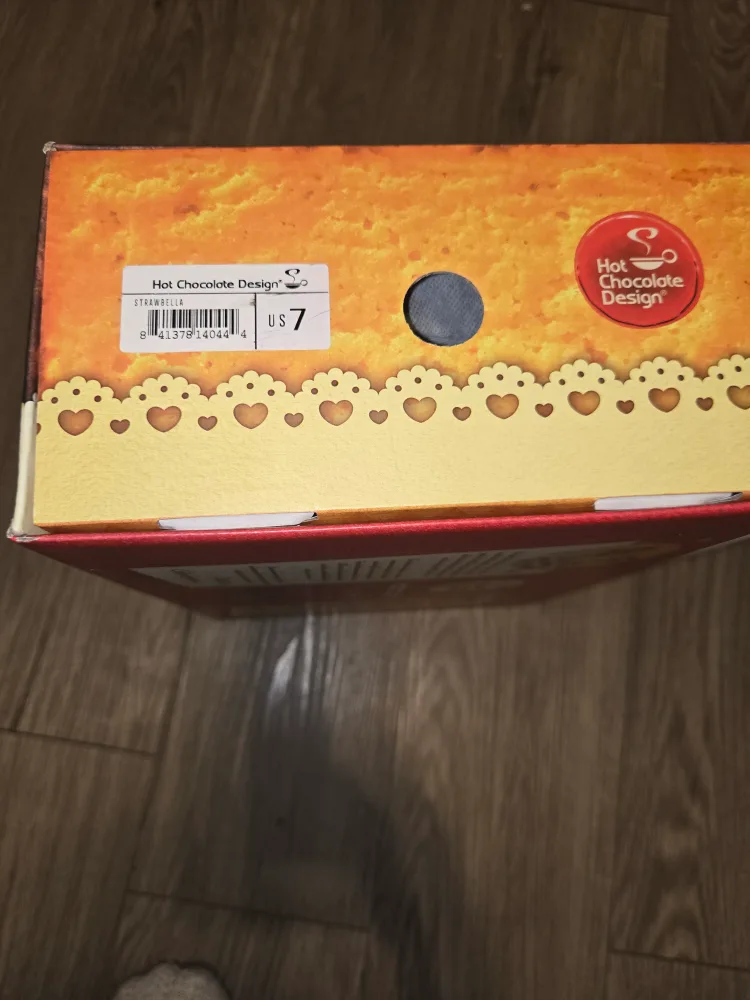 Hot Chocolate Design®
STRAWBELLA
8 41378 14044 4
US 7
Hot
Chocolate
Design®